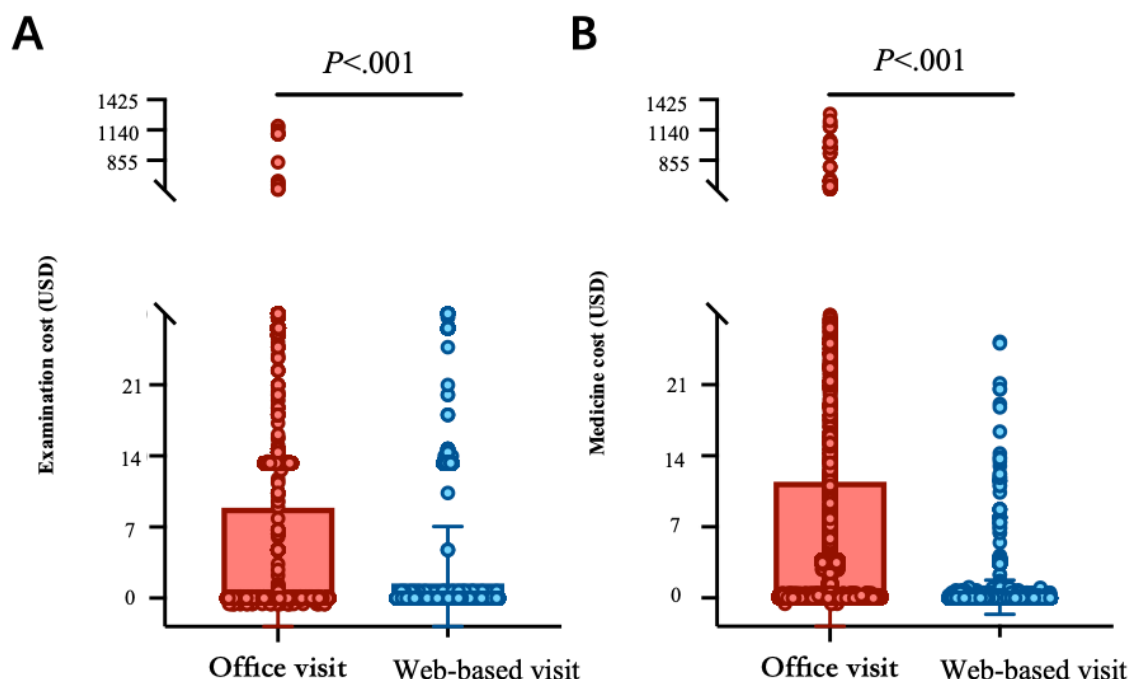 A
P<.001
1425
1140
855
Examination cost (USD)
21
14
7
0
Office visit
Web-based visit
B
P<.001
1425
1140
855
Medicine cost (USD)
21
14
7
0
Office visit
Web-based visit